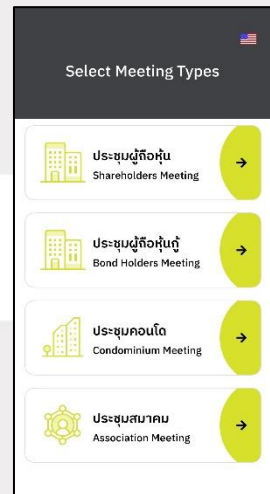 Select Meeting Types
ประชุมผู้ถือหุ้น
Shareholders Meeting
ประชุมผู้ถือหุ้นกู้
Bond Holders Meeting
ประชุมคอนโด
Condominium Meeting
ประชุมสมาคม
Association Meeting